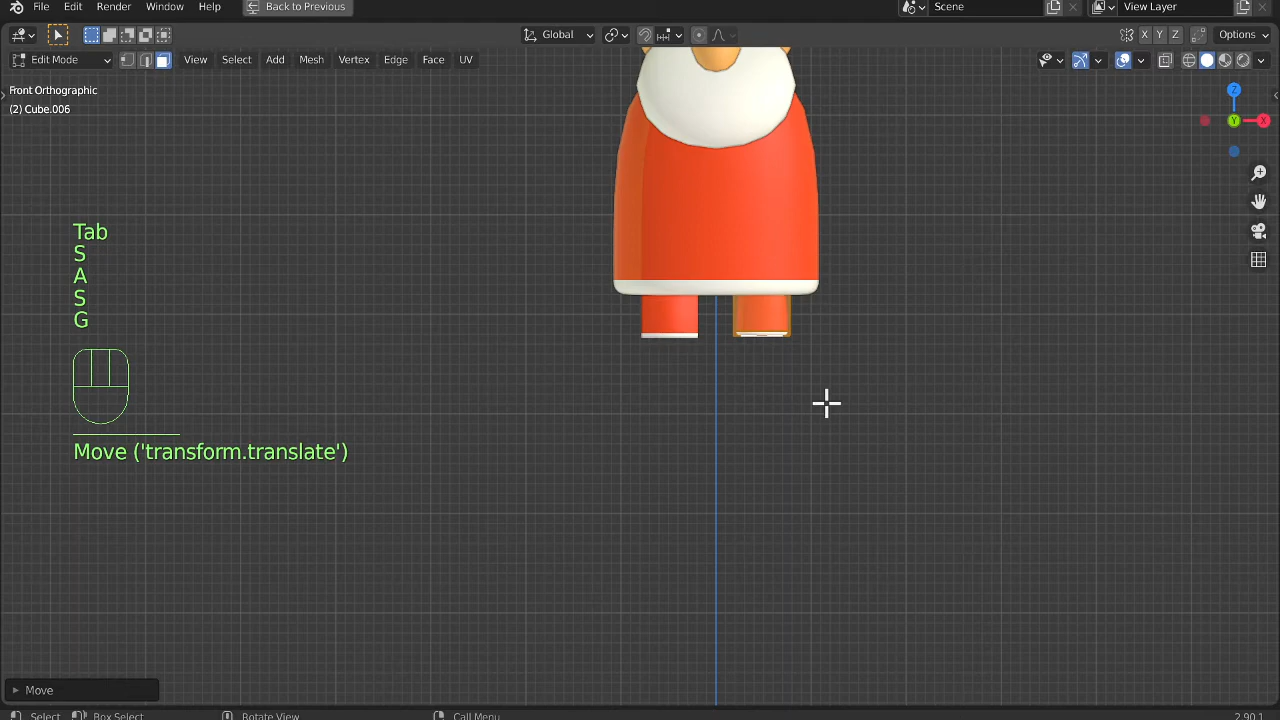 File Edit Render Window Help Back to Previous Scene View Layer
Global Options X Y Z
Edit Mode View Select Add Mesh Vertex Edge Face UV
Front Orthographic
(2) Cube.006
Z
Y X
Tab
S
A
S
G
Move ('transform.translate')
Move
Select Box Select Rotate View Call Menu 2.90.1